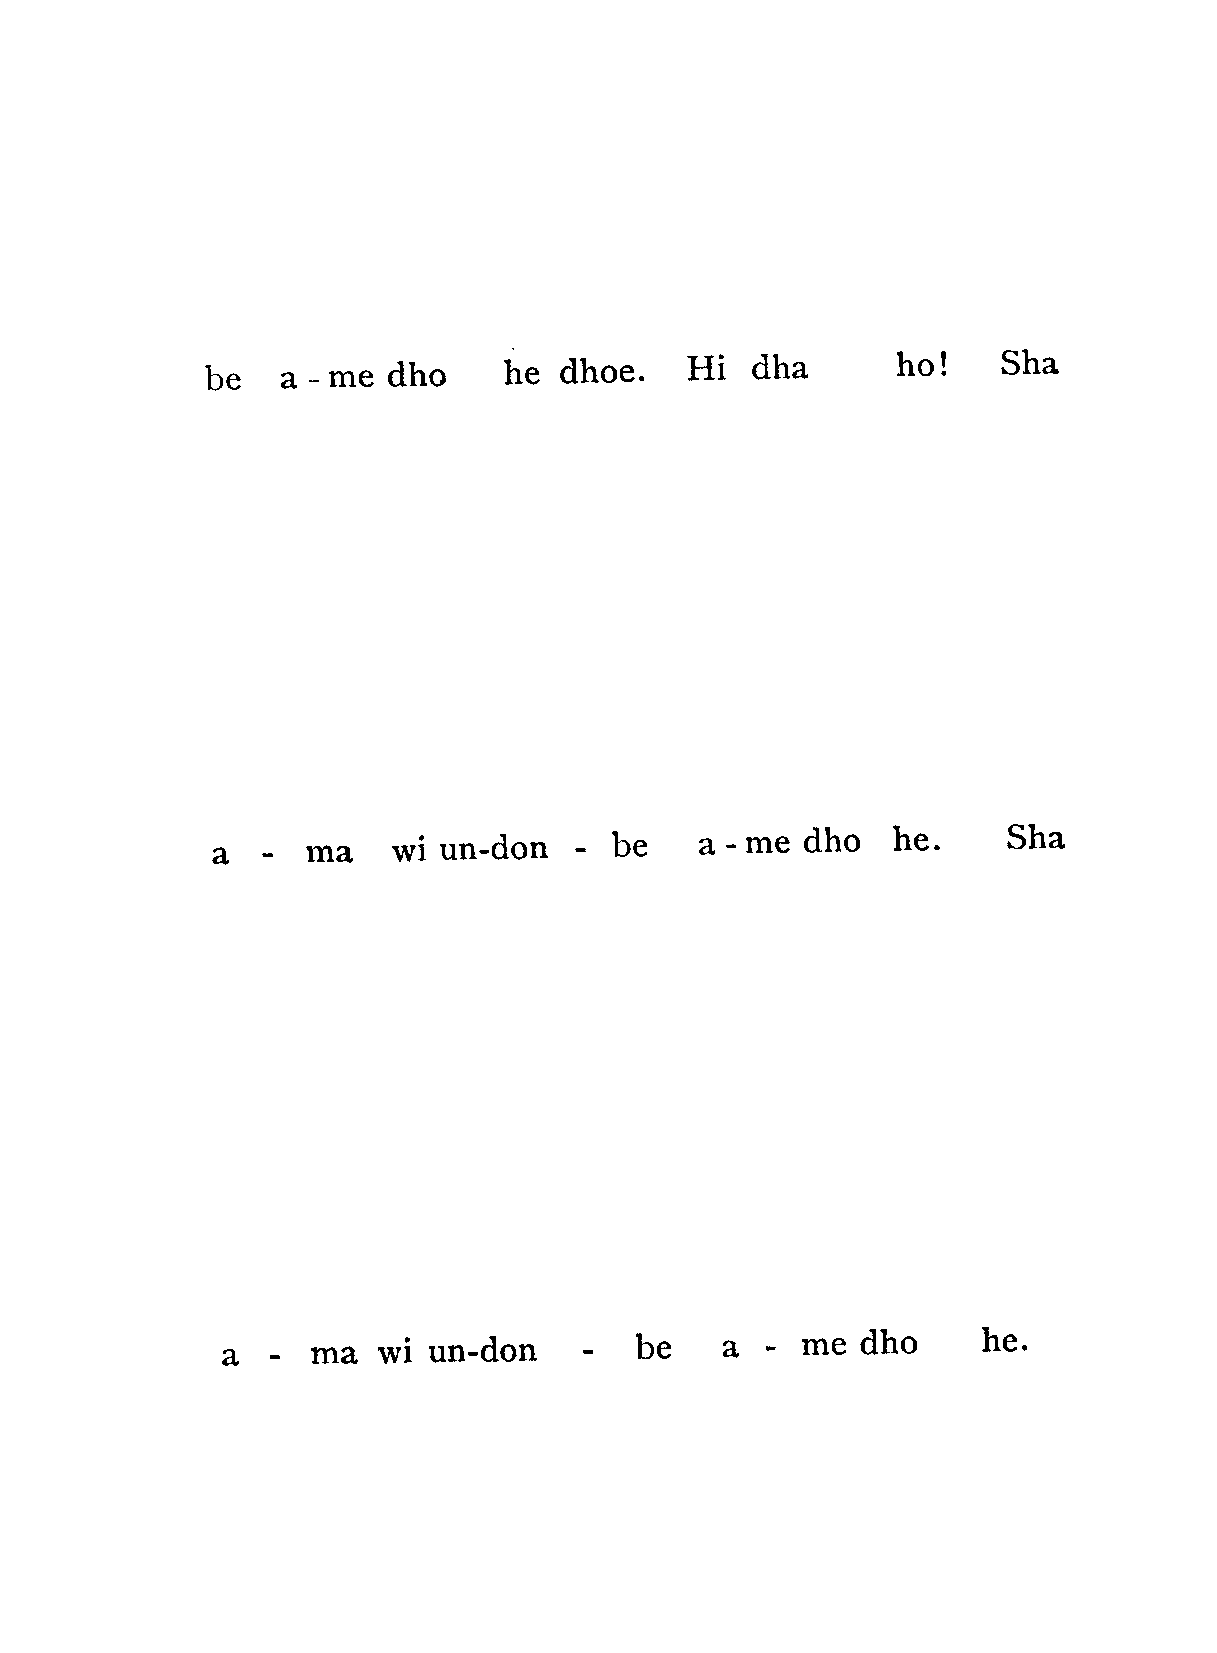 be a - me dho he dhoe. Hi dha ho! Sha
a - ma wi un-don - be a - me dho he. Sha
a - ma wi un-don - be a - me dho he.